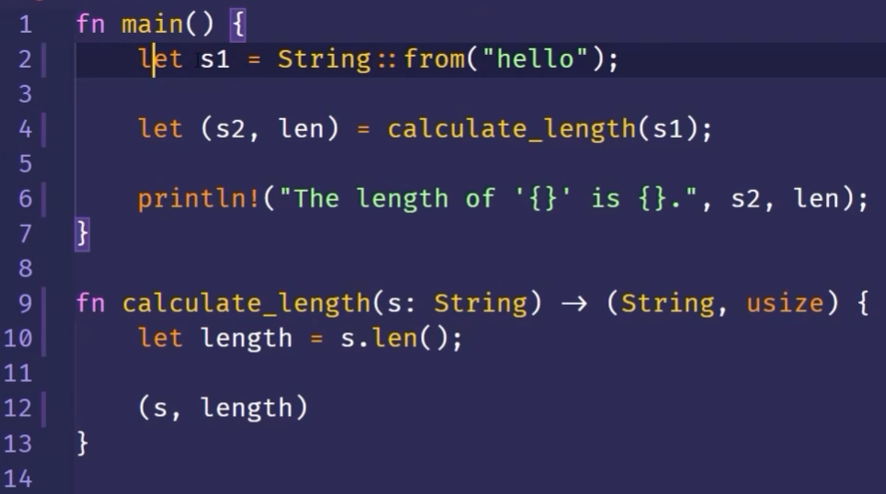 1 fn main() {
2 let s1 = String::from("hello");
3
4 let (s2, len) = calculate_length(s1);
5
6 println!("The length of '{}' is {}.", s2, len);
7 }
8
9 fn calculate_length(s: String) → (String, usize) {
10 let length = s.len();
11
12 (s, length)
13 }
14